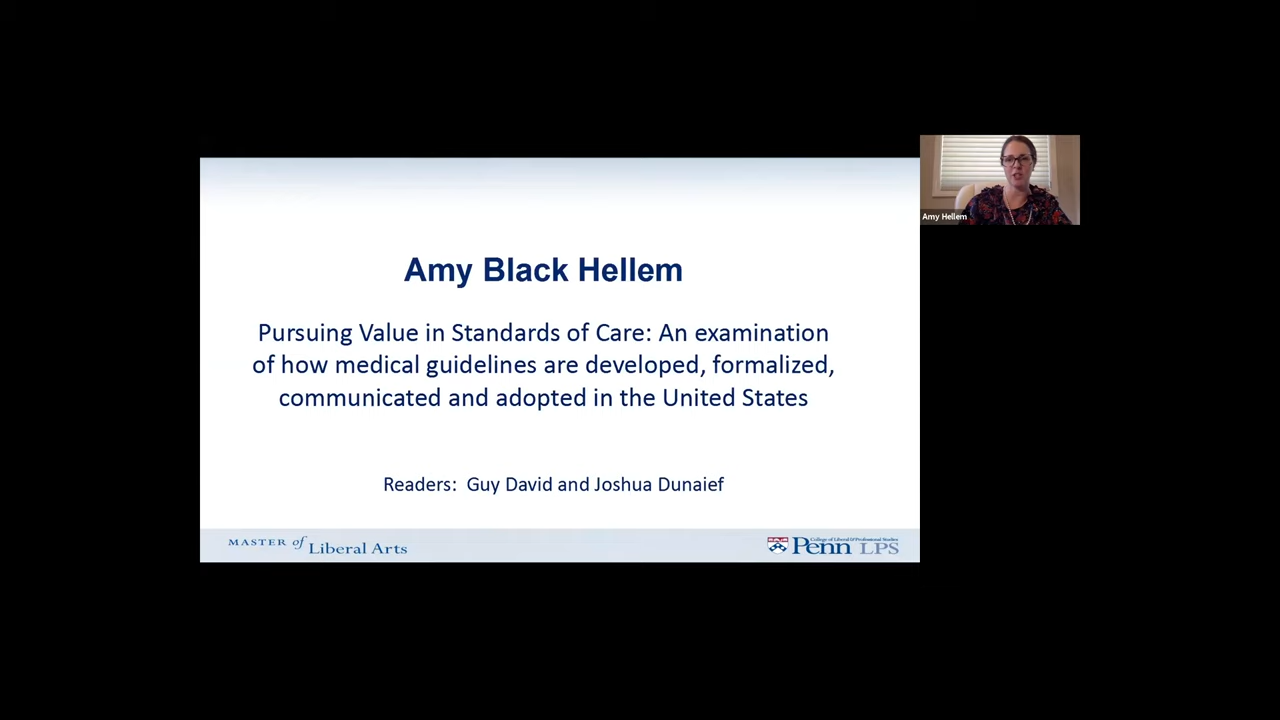 Amy Black Hellem
Pursuing Value in Standards of Care: An examination
of how medical guidelines are developed, formalized,
communicated and adopted in the United States
Readers: Guy David and Joshua Dunaief
MASTER of Liberal Arts
College of Liberal & Professional Studies
Penn LPS
Amy Hellem